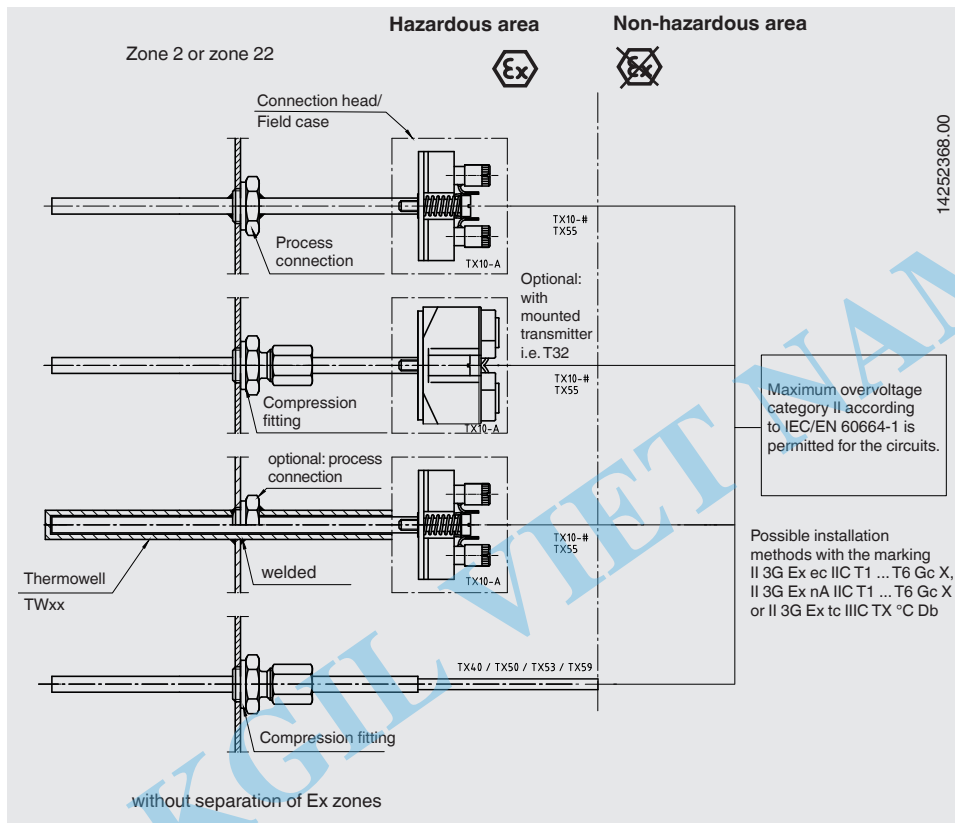 Hazardous area
Non-hazardous area
Zone 2 or zone 22
Ex
Ex
Connection head/
Field case
14252368.00
Process
connection
TX10-A
TX10-#
TX55
Optional:
with
mounted
transmitter
i.e. T32
Compression
fitting
TX10-A
TX10-#
TX55
Maximum overvoltage
category II according
to IEC/EN 60664-1 is
permitted for the circuits.
optional: process
connection
Thermowell
TWxx
welded
TX10-A
TX10-#
TX55
Possible installation
methods with the marking
II 3G Ex ec IIC T1 ... T6 Gc X,
II 3G Ex nA IIC T1 ... T6 Gc X
or II 3G Ex tc IIIC TX °C Db
TX40 / TX50 / TX53 / TX59
Compression fitting
without separation of Ex zones
KGIL VIET NAM